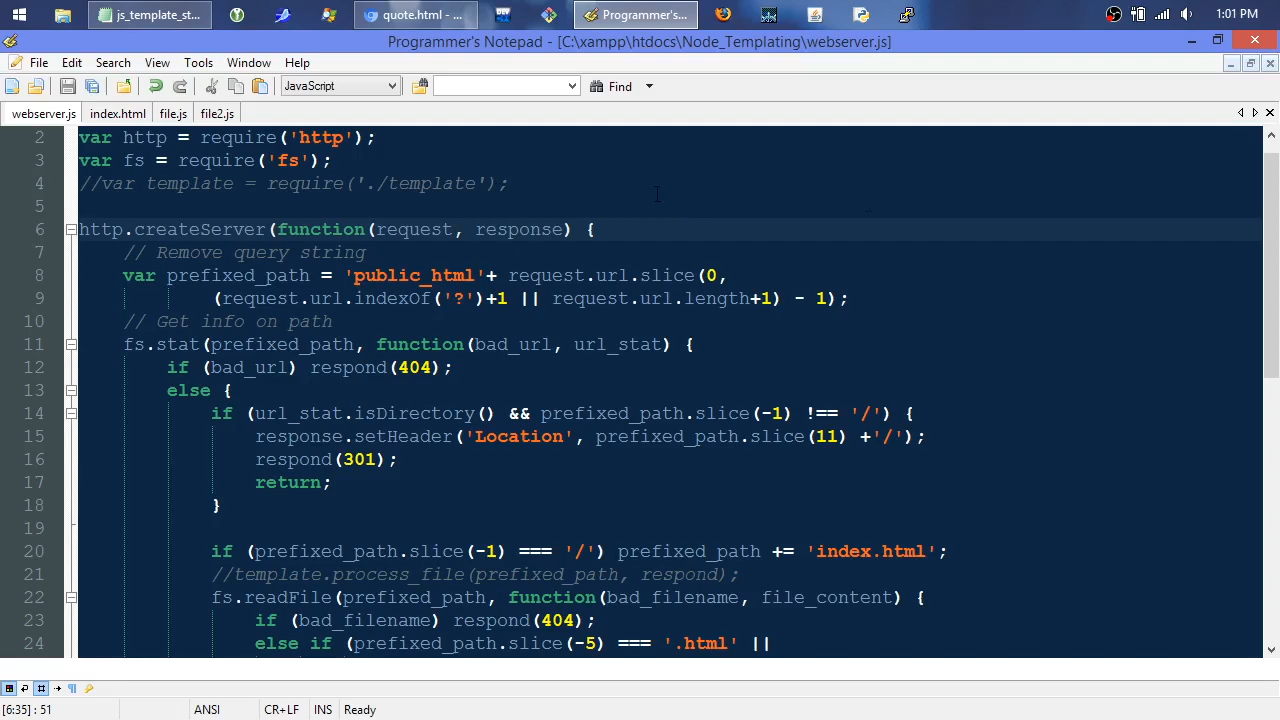 js_template_st...
quote.html - ...
DEV
Programmer's...
1:01 PM
Programmer's Notepad - [C:\xampp\htdocs\Node_Templating\webserver.js]
File Edit Search View Tools Window Help
JavaScript
Find
webserver.js index.html file.js file2.js
2 var http = require('http');
3 var fs = require('fs');
4 //var template = require('./template');
5
6 http.createServer(function(request, response) {
7 // Remove query string
8 var prefixed_path = 'public_html'+ request.url.slice(0,
9 (request.url.indexOf('?')+1 || request.url.length+1) - 1);
10 // Get info on path
11 fs.stat(prefixed_path, function(bad_url, url_stat) {
12 if (bad_url) respond(404);
13 else {
14 if (url_stat.isDirectory() && prefixed_path.slice(-1) !== '/') {
15 response.setHeader('Location', prefixed_path.slice(11) +'/');
16 respond(301);
17 return;
18 }
19
20 if (prefixed_path.slice(-1) === '/') prefixed_path += 'index.html';
21 //template.process_file(prefixed_path, respond);
22 fs.readFile(prefixed_path, function(bad_filename, file_content) {
23 if (bad_filename) respond(404);
24 else if (prefixed_path.slice(-5) === '.html' ||
[6:35] : 51 ANSI CR+LF INS Ready